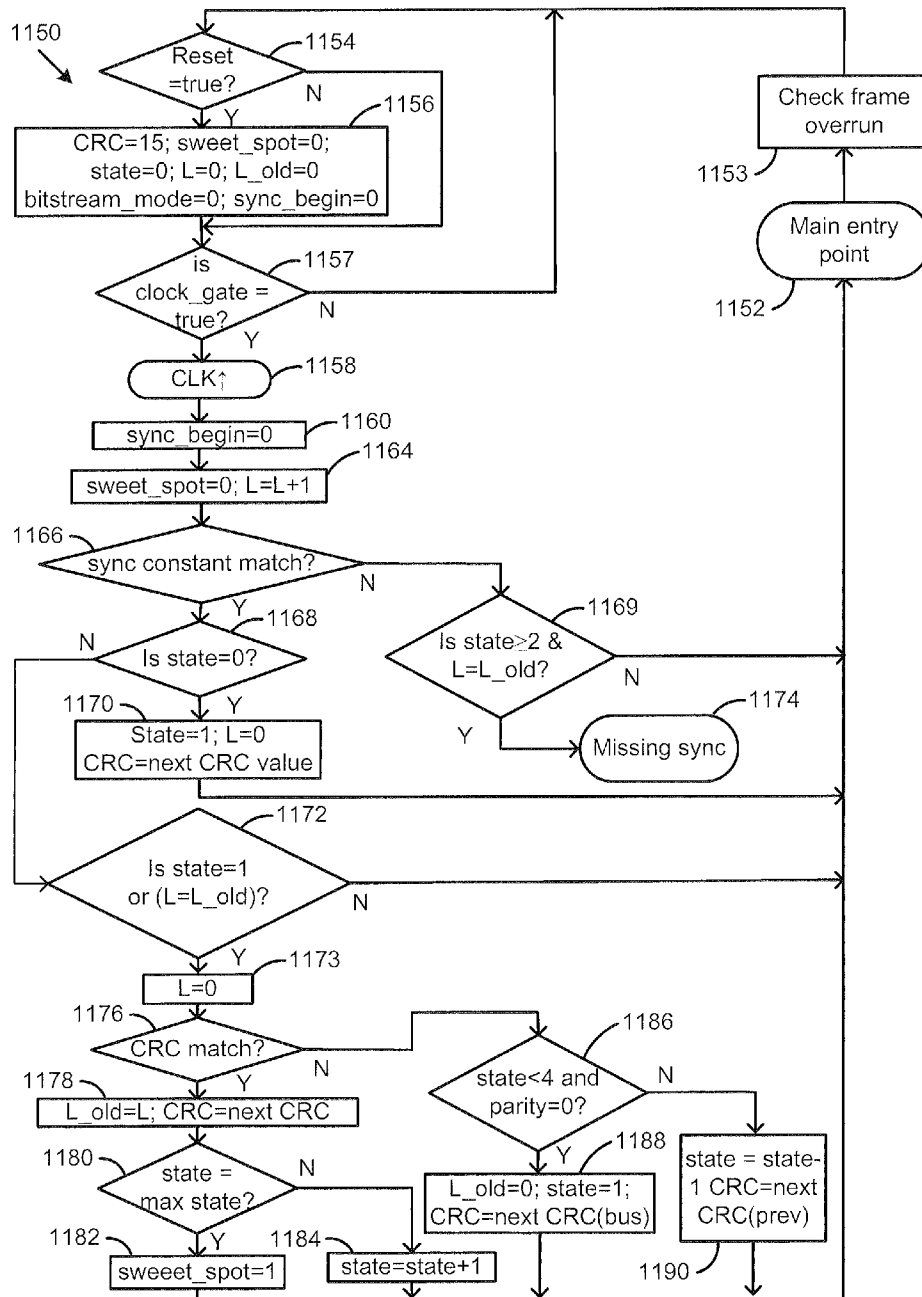 1150
1154
Reset
=true?
N
Y
1156
CRC=15; sweet_spot=0;
state=0; L=0; L_old=0
bitstream_mode=0; sync_begin=0
Check frame
overrun
1153
Main entry
point
1152
1157
is
clock_gate =
true?
N
Y
1158
CLK↑
1160
sync_begin=0
1164
sweet_spot=0; L=L+1
1166
sync constant match?
N
Y
1168
N
Is state=0?
Y
1169
Is state≥2 &
L=L_old?
N
Y
1170
State=1; L=0
CRC=next CRC value
1174
Missing sync
1172
Is state=1
or (L=L_old)?
N
Y
1173
L=0
1176
CRC match?
N
Y
1186
state<4 and
parity=0?
N
Y
1178
L_old=L; CRC=next CRC
1180
state =
max state?
N
Y
1188
L_old=0; state=1;
CRC=next CRC(bus)
state = state-
1 CRC=next
CRC(prev)
1190
1182
sweeet_spot=1
1184
state=state+1